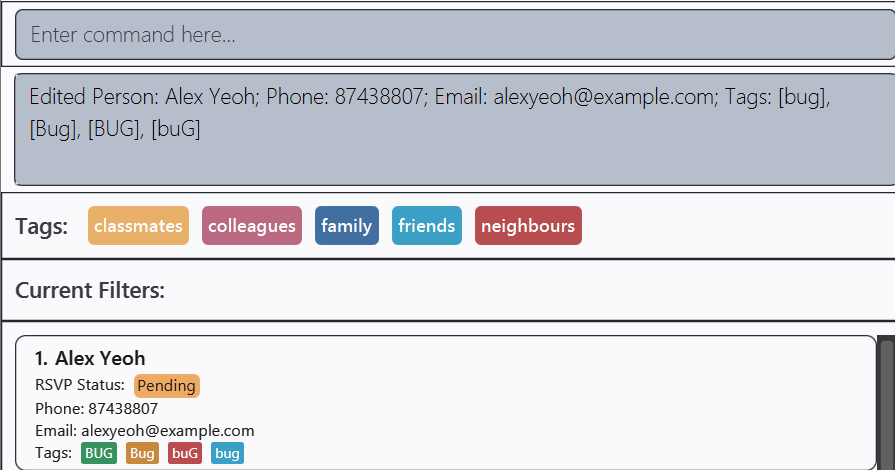 Enter command here...
Edited Person: Alex Yeoh; Phone: 87438807; Email: alexyeoh@example.com; Tags: [bug],
[Bug], [BUG], [buG]
Tags: classmates colleagues family friends neighbours
Current Filters:
1. Alex Yeoh
RSVP Status: Pending
Phone: 87438807
Email: alexyeoh@example.com
Tags: BUG Bug buG bug